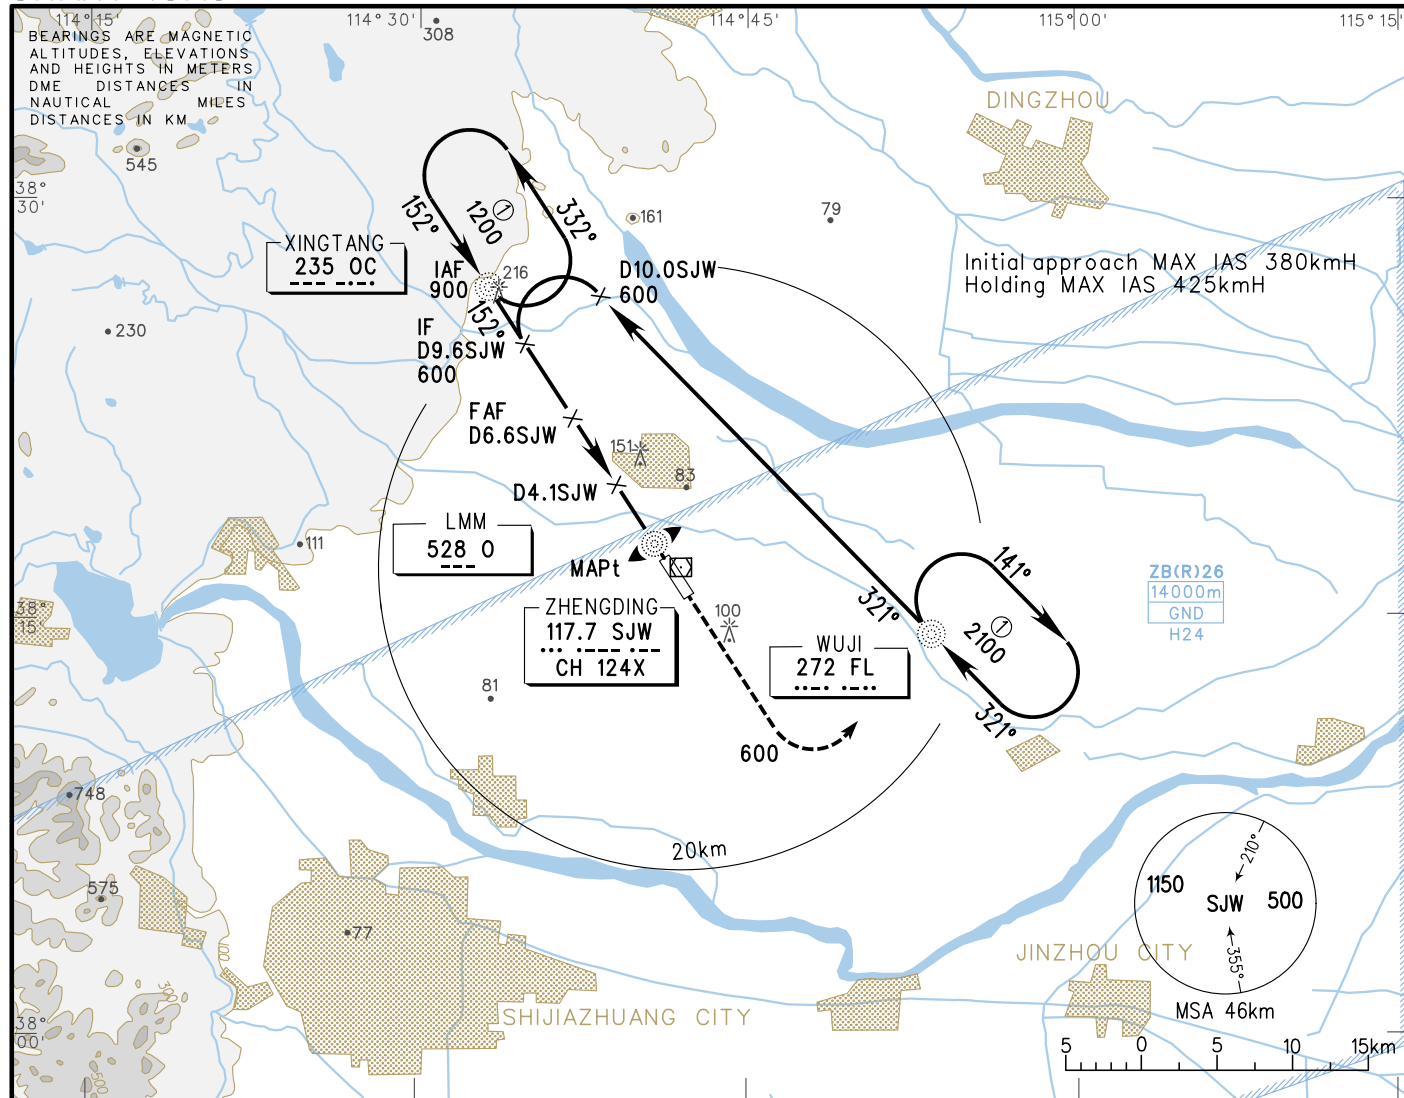 114°15'
114°30'
114°45'
115°00'
115°15'
BEARINGS ARE MAGNETIC
ALTITUDES, ELEVATIONS
AND HEIGHTS IN METERS
DME DISTANCES IN
NAUTICAL MILES
DISTANCES IN KM
308
545
DINGZHOU
38°
30'
152°
1200
①
332°
161
79
XINGTANG
235 OC
IAF
900
216
D10.0SJW
600
Initial approach MAX IAS 380kmH
Holding MAX IAS 425kmH
152°
IF
D9.6SJW
600
230
FAF
D6.6SJW
151
83
D4.1SJW
LMM
528 O
111
MAPt
141°
ZB(R)26
14000m
GND
H24
38°
15'
ZHENGDING
117.7 SJW
CH 124X
100
321°
①
2100
WUJI
272 FL
321°
81
600
748
20km
210°
1150
SJW
500
355°
MSA 46km
575
77
100
300
500
JINZHOU CITY
SHIJIAZHUANG CITY
38°
00'
5
0
5
10
15km